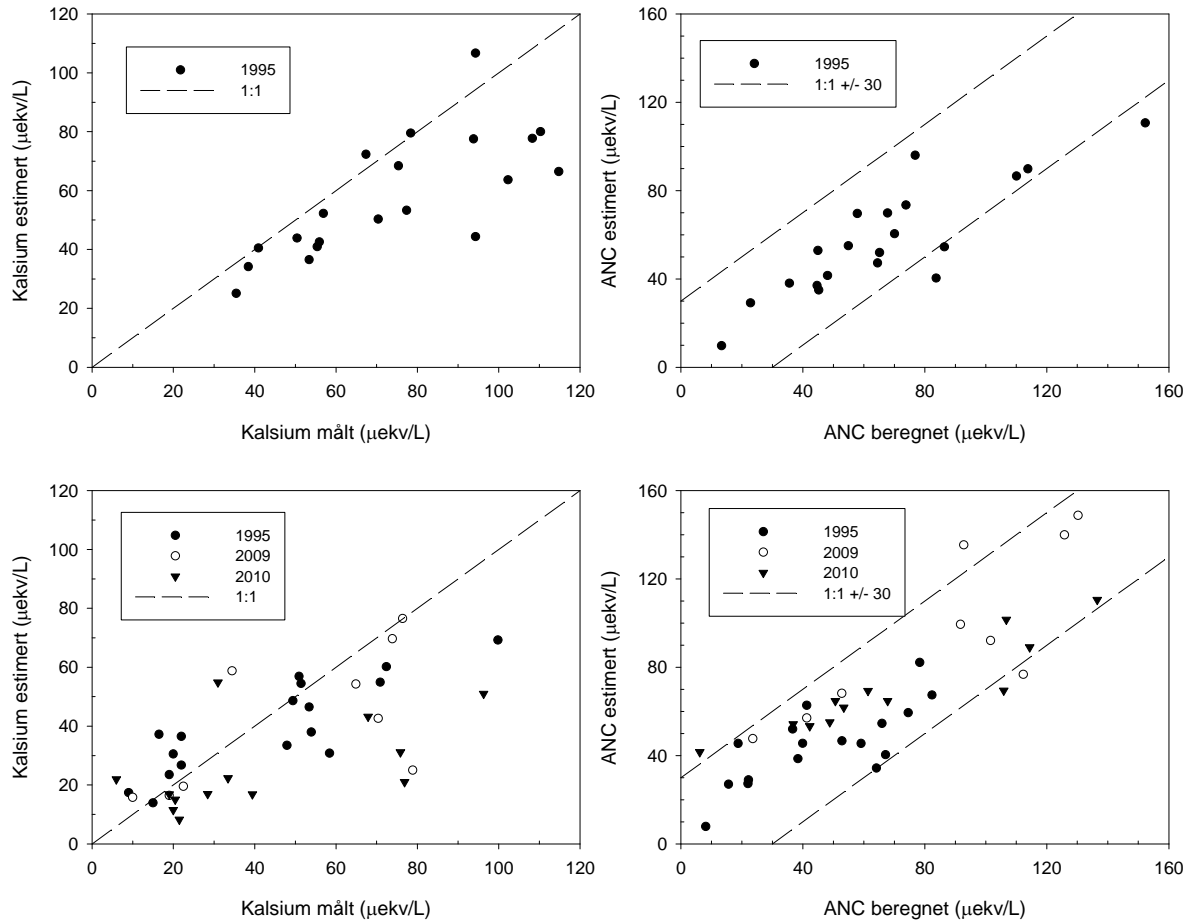 Kalsium estimert (μekv/L)
120
100
80
60
40
20
0
1995
1:1
0 20 40 60 80 100 120
Kalsium målt (μekv/L)
ANC estimert (μekv/L)
160
120
80
40
0
1995
1:1 +/- 30
0 40 80 120 160
ANC beregnet (μekv/L)
Kalsium estimert (μekv/L)
120
100
80
60
40
20
0
1995
2009
2010
1:1
0 20 40 60 80 100 120
Kalsium målt (μekv/L)
ANC estimert (μekv/L)
160
120
80
40
0
1995
2009
2010
1:1 +/- 30
0 40 80 120 160
ANC beregnet (μekv/L)